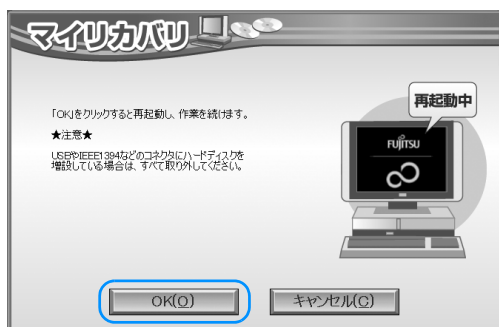 マイリカバリ
「OK」をクリックすると再起動し、作業を続けます。
★注意★
USBやIEEE1394などのコネクタにハードディスクを
増設している場合は、すべて取り外してください。
再起動中
FUJITSU
OK(O)
キャンセル(C)